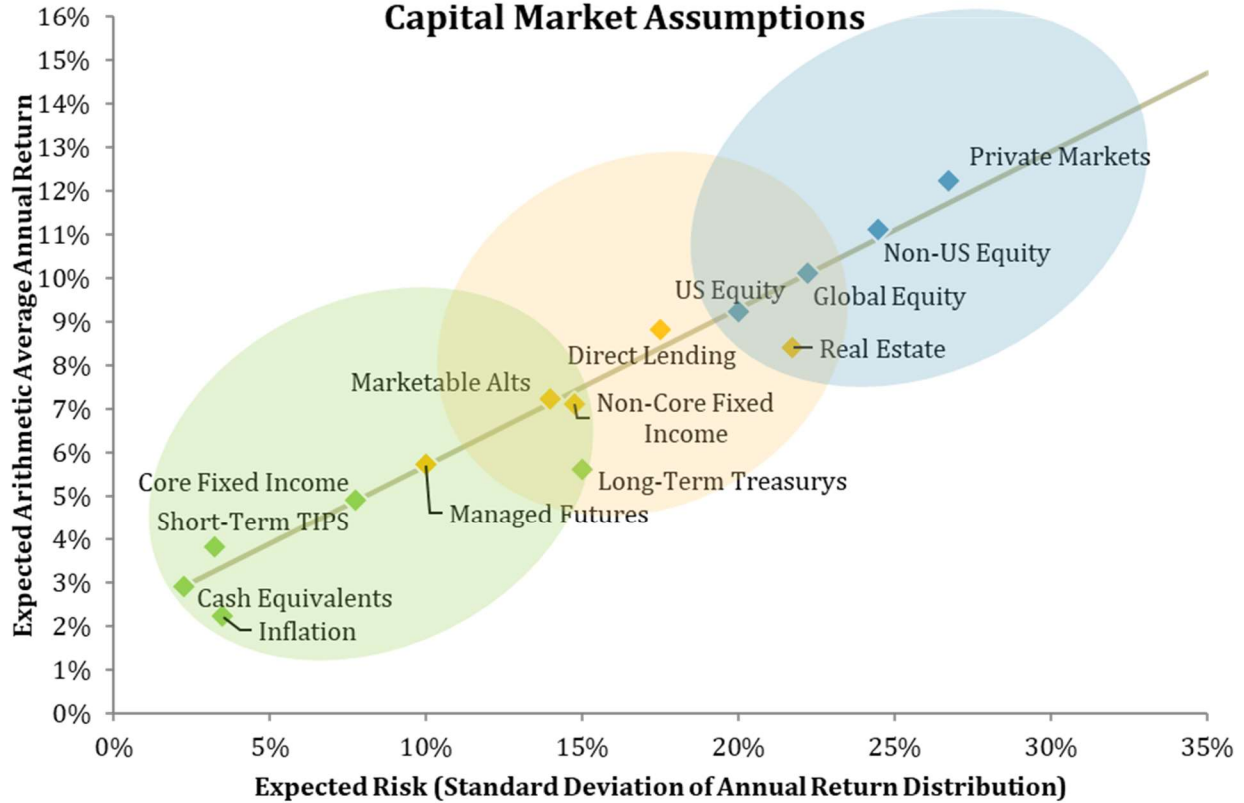 Capital Market Assumptions
Expected Arithmetic Average Annual Return
16%
15%
14%
13%
12%
11%
10%
9%
8%
7%
6%
5%
4%
3%
2%
1%
0%
Private Markets
Non-US Equity
US Equity
Global Equity
Real Estate
Direct Lending
Marketable Alts
Non-Core Fixed
Income
Long-Term Treasurys
Core Fixed Income
Managed Futures
Short-Term TIPS
Cash Equivalents
Inflation
0%
5%
10%
15%
20%
25%
30%
35%
Expected Risk (Standard Deviation of Annual Return Distribution)